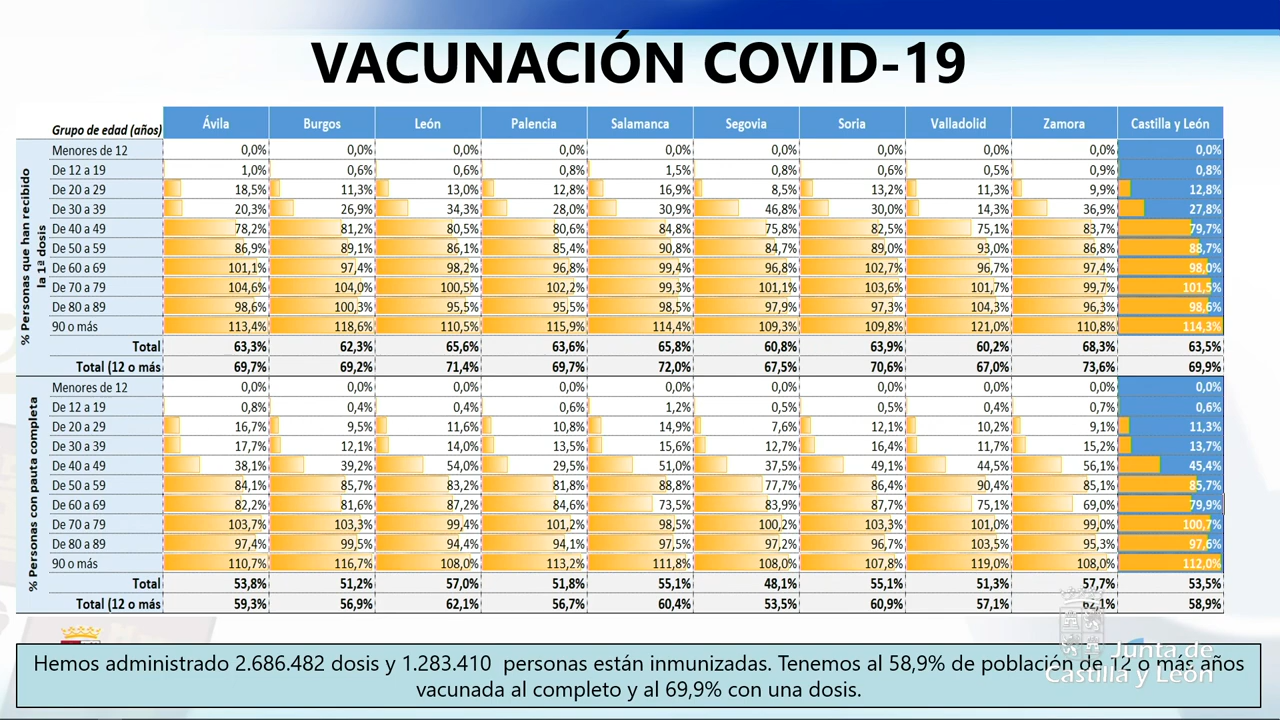 VACUNACIÓN COVID-19
Grupo de edad (años) Ávila Burgos León Palencia Salamanca Segovia Soria Valladolid Zamora Castilla y León
% Personas que han recibido la 1ª dosis
Menores de 12 0,0% 0,0% 0,0% 0,0% 0,0% 0,0% 0,0% 0,0% 0,0% 0,0%
De 12 a 19 1,0% 0,6% 0,6% 0,8% 1,5% 0,8% 0,6% 0,5% 0,9% 0,8%
De 20 a 29 18,5% 11,3% 13,0% 12,8% 16,9% 8,5% 13,2% 11,3% 9,9% 12,8%
De 30 a 39 20,3% 26,9% 34,3% 28,0% 30,9% 46,8% 30,0% 14,3% 36,9% 27,8%
De 40 a 49 78,2% 81,2% 80,5% 80,6% 84,8% 75,8% 82,5% 75,1% 83,7% 79,7%
De 50 a 59 86,9% 89,1% 86,1% 85,4% 90,8% 84,7% 89,0% 93,0% 86,8% 88,7%
De 60 a 69 101,1% 97,4% 98,2% 96,8% 99,4% 96,8% 102,7% 96,7% 97,4% 98,0%
De 70 a 79 104,6% 104,0% 100,5% 102,2% 99,3% 101,1% 103,6% 101,7% 99,7% 101,5%
De 80 a 89 98,6% 100,3% 95,5% 95,5% 98,5% 97,9% 97,3% 104,3% 96,3% 98,6%
90 o más 113,4% 118,6% 110,5% 115,9% 114,4% 109,3% 109,8% 121,0% 110,8% 114,3%
Total 63,3% 62,3% 65,6% 63,6% 65,8% 60,8% 63,9% 60,2% 68,3% 63,5%
Total (12 o más 69,7% 69,2% 71,4% 69,7% 72,0% 67,5% 70,6% 67,0% 73,6% 69,9%
% Personas con pauta completa
Menores de 12 0,0% 0,0% 0,0% 0,0% 0,0% 0,0% 0,0% 0,0% 0,0% 0,0%
De 12 a 19 0,8% 0,4% 0,4% 0,6% 1,2% 0,5% 0,5% 0,4% 0,7% 0,6%
De 20 a 29 16,7% 9,5% 11,6% 10,8% 14,9% 7,6% 12,1% 10,2% 9,1% 11,3%
De 30 a 39 17,7% 12,1% 14,0% 13,5% 15,6% 12,7% 16,4% 11,7% 15,2% 13,7%
De 40 a 49 38,1% 39,2% 54,0% 29,5% 51,0% 37,5% 49,1% 44,5% 56,1% 45,4%
De 50 a 59 84,1% 85,7% 83,2% 81,8% 88,8% 77,7% 86,4% 90,4% 85,1% 85,7%
De 60 a 69 82,2% 81,6% 87,2% 84,6% 73,5% 83,9% 87,7% 75,1% 69,0% 79,9%
De 70 a 79 103,7% 103,3% 99,4% 101,2% 98,5% 100,2% 103,3% 101,0% 99,0% 100,7%
De 80 a 89 97,4% 99,5% 94,4% 94,1% 97,5% 97,2% 96,7% 103,5% 95,3% 97,6%
90 o más 110,7% 116,7% 108,0% 113,2% 111,8% 108,0% 107,8% 119,0% 108,0% 112,0%
Total 53,8% 51,2% 57,0% 51,8% 55,1% 48,1% 55,1% 51,3% 57,7% 53,5%
Total (12 o más 59,3% 56,9% 62,1% 56,7% 60,4% 53,5% 60,9% 57,1% 62,1% 58,9%
Hemos administrado 2.686.482 dosis y 1.283.410 personas están inmunizadas. Tenemos al 58,9% de población de 12 o más años
vacunada al completo y al 69,9% con una dosis.
Junta de
Castilla y León